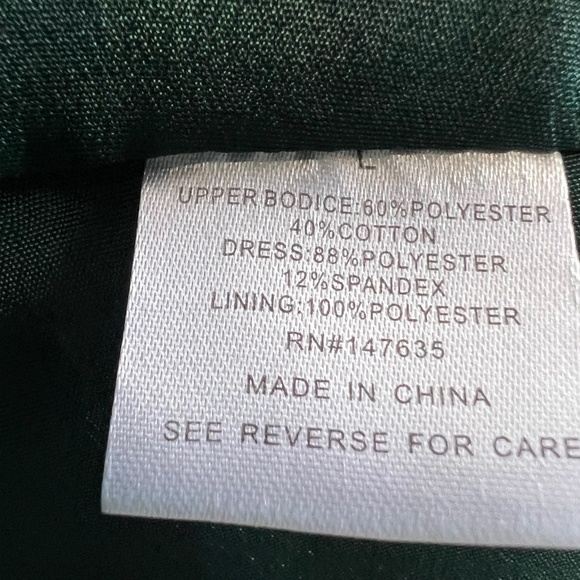 L
UPPER BODICE:60%POLYESTER
40%COTTON
DRESS:88%POLYESTER
12%SPANDEX
LINING:100%POLYESTER
RN#147635
MADE IN CHINA
SEE REVERSE FOR CARE